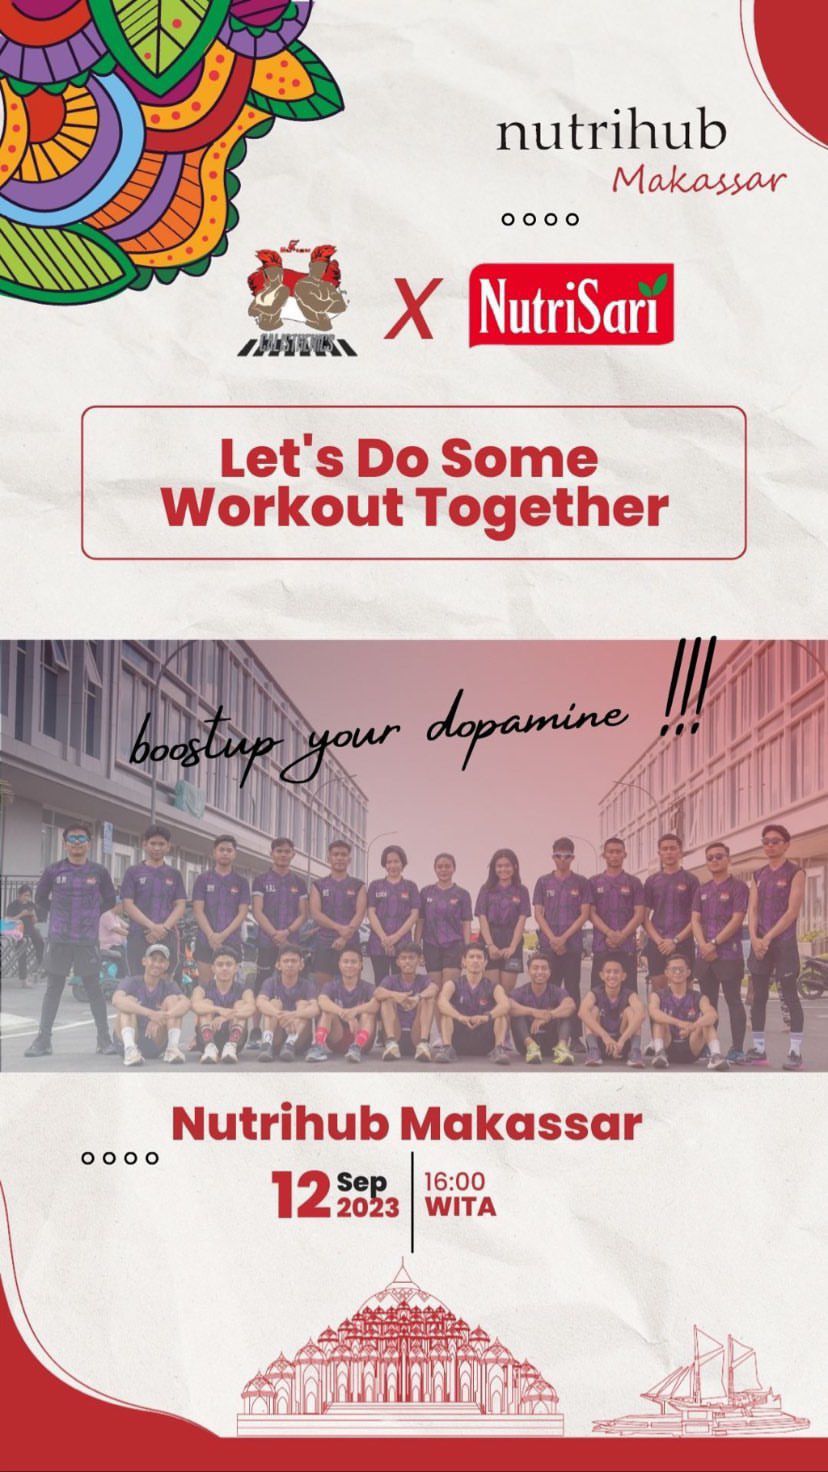 nutrihub
Makassar
CALISTHENICS
X
NutriSari
Let's Do Some
Workout Together
boostup your dopamine !!!
Nutrihub Makassar
12 Sep 2023
16:00
WITA